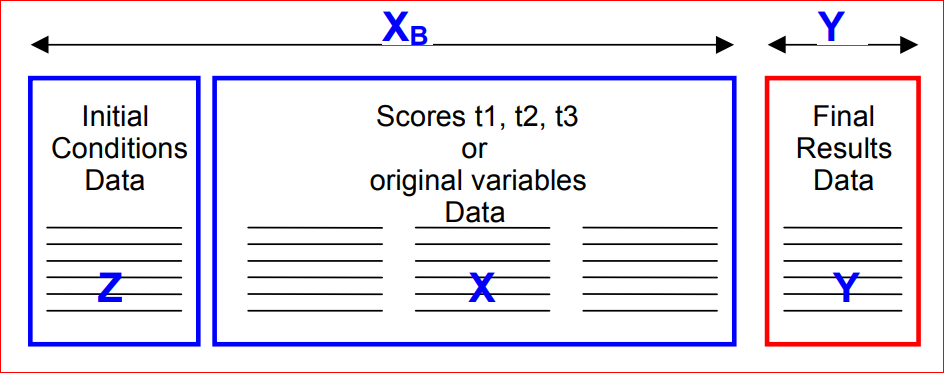 XB
Y
Initial
Conditions
Data
Z
Scores t1, t2, t3
or
original variables
Data
X
Final
Results
Data
Y